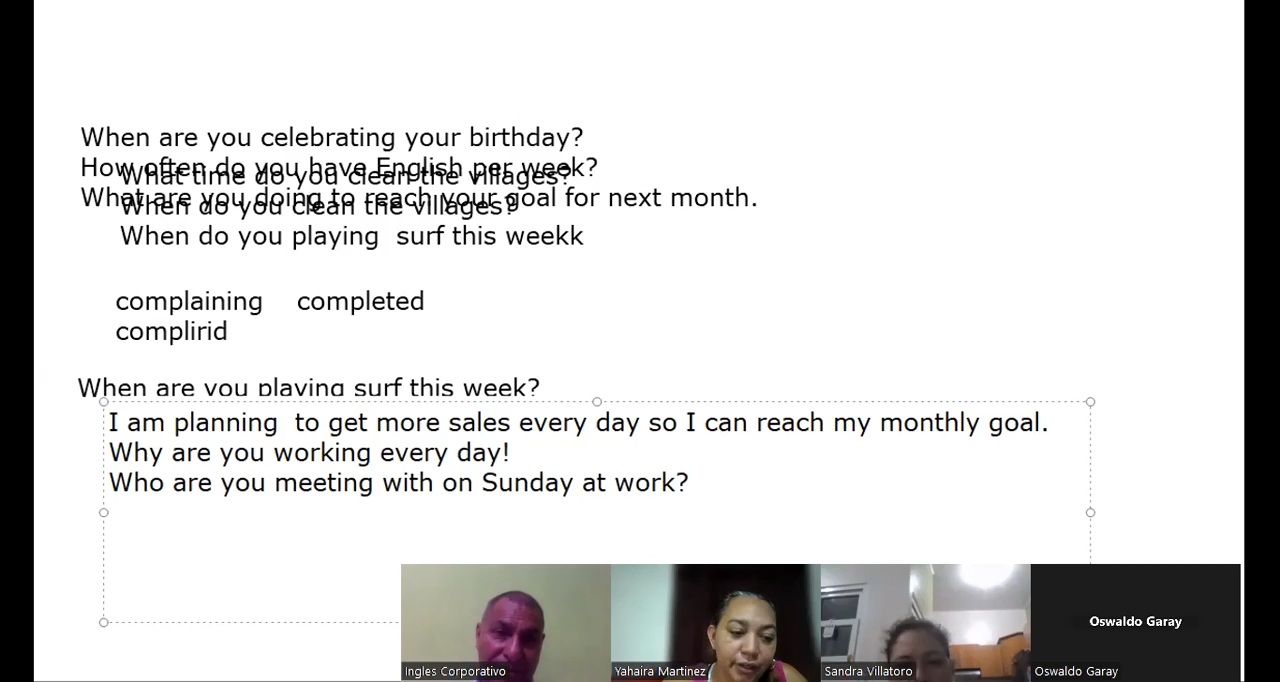 When are you celebrating your birthday?
How often do you have English per week?
What time do you clean the villages?
What are you doing to reach your goal for next month.
When do you clean the villages?
When do you playing  surf this weekk
complaining    completed
complirid
When are you playing surf this week?
I am planning  to get more sales every day so I can reach my monthly goal.
Why are you working every day!
Who are you meeting with on Sunday at work?
Oswaldo Garay
Ingles Corporativo
Yahaira Martinez
Sandra Villatoro
Oswaldo Garay